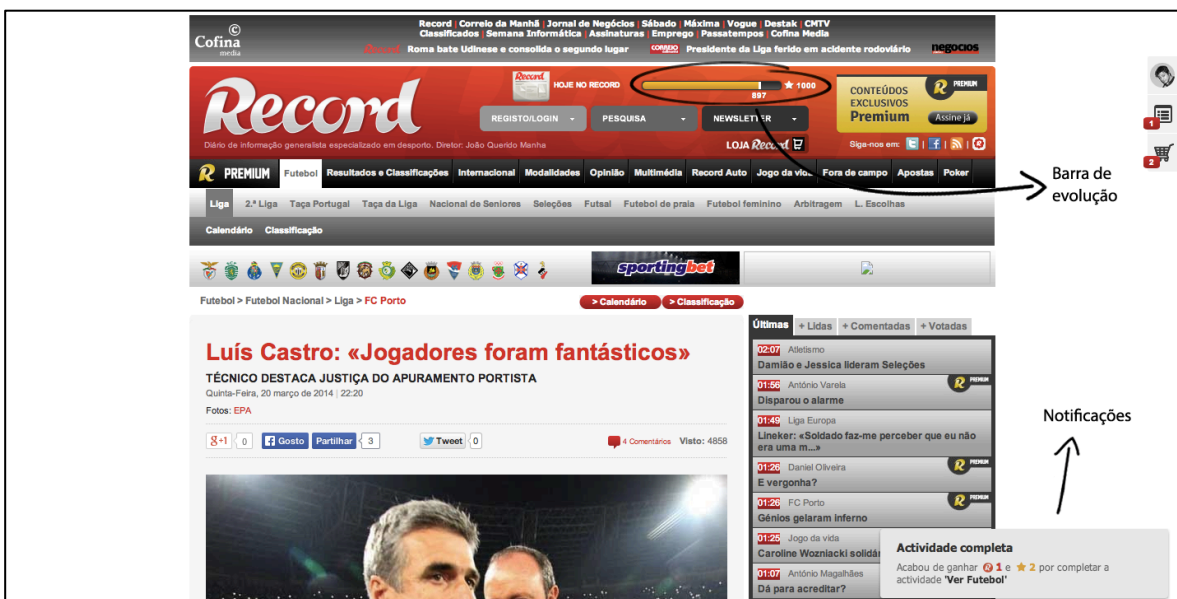 ©
Cofina
media
Record | Correio da Manhã | Jornal de Negócios | Sábado | Máxima | Vogue | Destak | CMTV
Classificados | Semana Informática | Assinaturas | Emprego | Passatempos | Cofina Media
Record Roma bate Udinese e consolida o segundo lugar CORREIO Presidente da Liga ferido em acidente rodoviário negocios
Record
Diário de informação generalista especializado em desporto. Diretor: João Querido Manha
Record
HOJE NO RECORD
1000
897
REGISTO/LOGIN
PESQUISA
NEWSLETTER
LOJA Record
CONTEÚDOS
EXCLUSIVOS
Premium
R PREMIUM
Assine já
Siga-nos em:
1
2
Barra de
evolução
R PREMIUM Futebol Resultados e Classificações Internacional Modalidades Opinião Multimédia Record Auto Jogo da vida Fora de campo Apostas Poker
Liga 2.ª Liga Taça Portugal Taça da Liga Nacional de Seniores Seleções Futsal Futebol de praia Futebol feminino Arbitragem L. Escolhas
Calendário Classificação
sportingbet
Futebol > Futebol Nacional > Liga > FC Porto
> Calendário
> Classificação
Luís Castro: «Jogadores foram fantásticos»
TÉCNICO DESTACA JUSTIÇA DO APURAMENTO PORTISTA
Quinta-Feira, 20 março de 2014 | 22:20
Fotos: EPA
g+1 0 Gosto Partilhar 3 Tweet 0 4 Comentários Visto: 4858
Últimas + Lidas + Comentadas + Votadas
02:07 Atletismo
Damião e Jessica lideram Seleções
01:56 António Varela R PREMIUM
Disparou o alarme
01:49 Liga Europa
Lineker: «Soldado faz-me perceber que eu não
era uma m...»
01:26 Daniel Oliveira R PREMIUM
E vergonha?
01:26 FC Porto R PREMIUM
Génios gelaram inferno
01:25 Jogo da vida
Caroline Wozniacki solidá
01:07 António Magalhães
Dá para acreditar?
Notificações
Actividade completa
Acabou de ganhar 1 e 2 por completar a
actividade 'Ver Futebol'